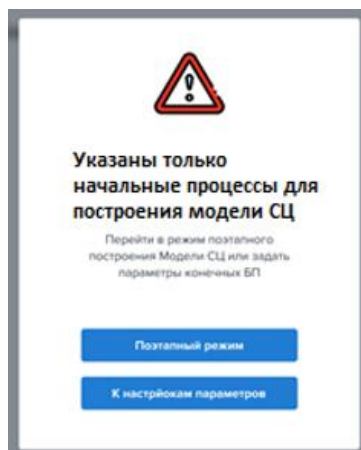 Указаны только
начальные процессы для
построения модели СЦ
Перейти в режим поэтапного
построения Модели СЦ или задать
параметры конечных БП
Поэтапный режим
К настрйокам параметров